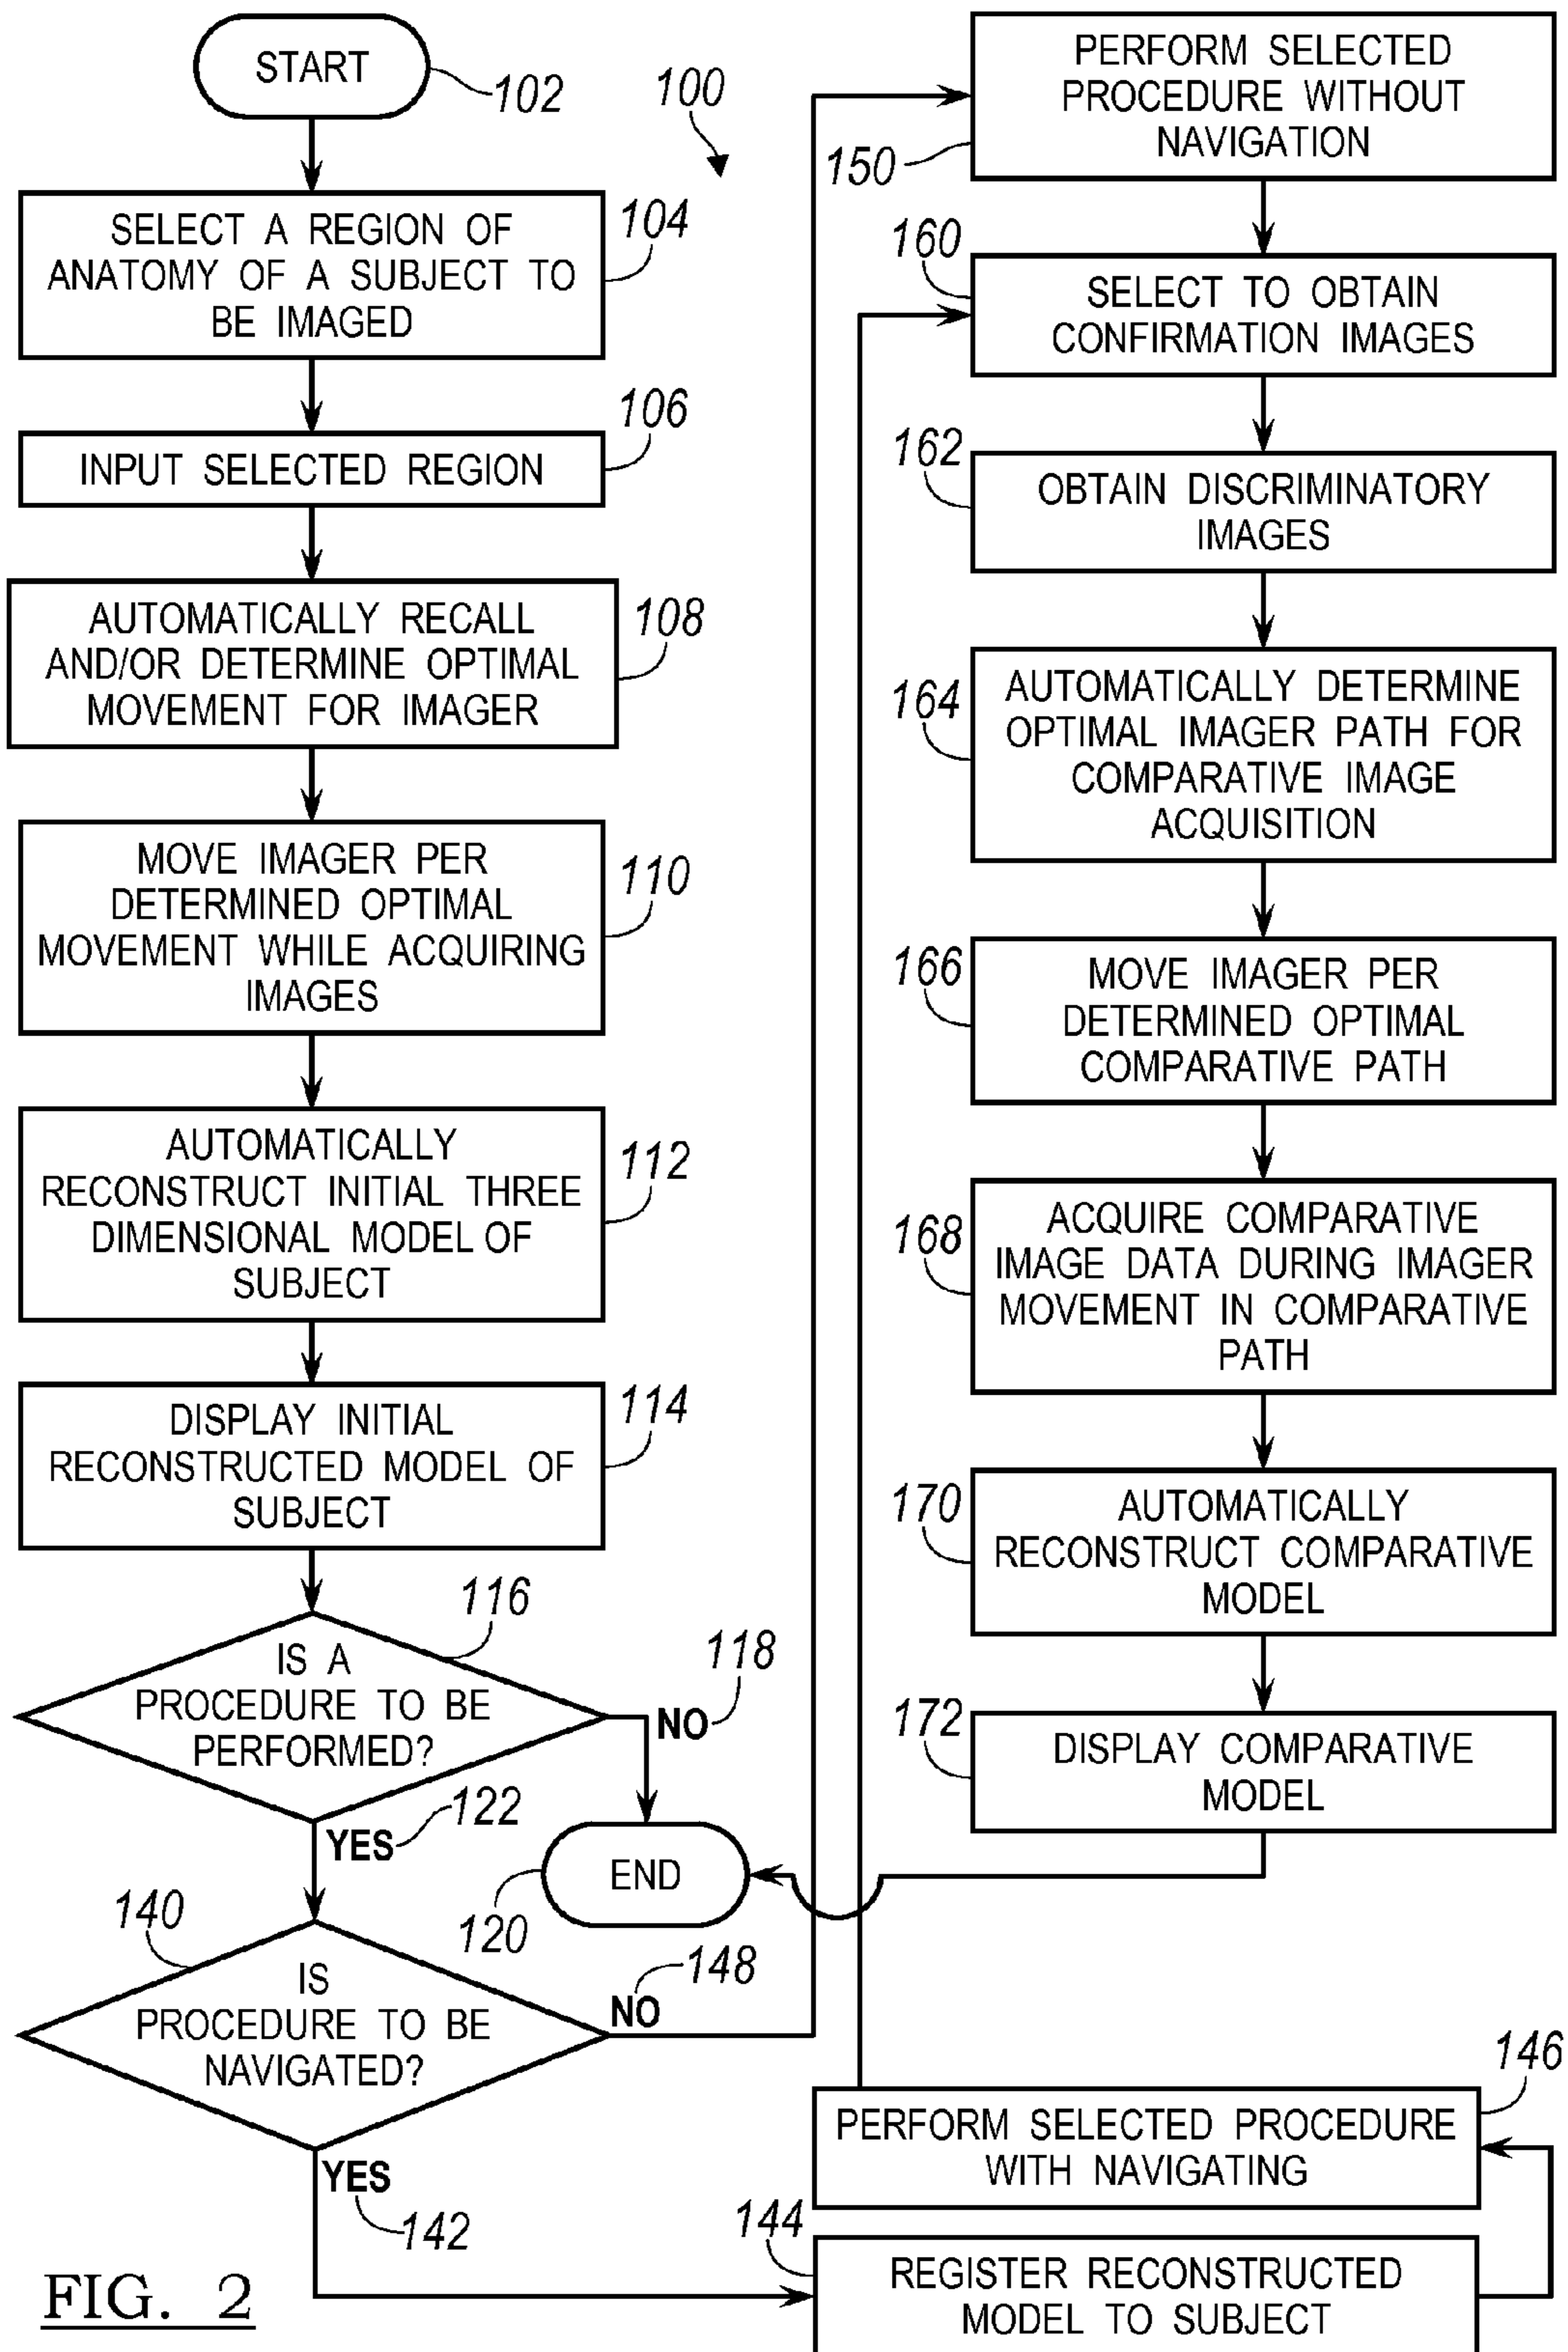 START
102
100
SELECT A REGION OF
ANATOMY OF A SUBJECT TO
BE IMAGED
104
INPUT SELECTED REGION
106
AUTOMATICALLY RECALL
AND/OR DETERMINE OPTIMAL
MOVEMENT FOR IMAGER
108
MOVE IMAGER PER
DETERMINED OPTIMAL
MOVEMENT WHILE ACQUIRING
IMAGES
110
AUTOMATICALLY
RECONSTRUCT INITIAL THREE
DIMENSIONAL MODEL OF
SUBJECT
112
DISPLAY INITIAL
RECONSTRUCTED MODEL OF
SUBJECT
114
IS A
PROCEDURE TO BE
PERFORMED?
116
NO
118
END
120
YES
122
IS
PROCEDURE TO BE
NAVIGATED?
140
NO
148
YES
142
REGISTER RECONSTRUCTED
MODEL TO SUBJECT
144
PERFORM SELECTED PROCEDURE
WITH NAVIGATING
146
PERFORM SELECTED
PROCEDURE WITHOUT
NAVIGATION
150
SELECT TO OBTAIN
CONFIRMATION IMAGES
160
OBTAIN DISCRIMINATORY
IMAGES
162
AUTOMATICALLY DETERMINE
OPTIMAL IMAGER PATH FOR
COMPARATIVE IMAGE
ACQUISITION
164
MOVE IMAGER PER
DETERMINED OPTIMAL
COMPARATIVE PATH
166
ACQUIRE COMPARATIVE
IMAGE DATA DURING IMAGER
MOVEMENT IN COMPARATIVE
PATH
168
AUTOMATICALLY
RECONSTRUCT COMPARATIVE
MODEL
170
DISPLAY COMPARATIVE
MODEL
172
FIG. 2